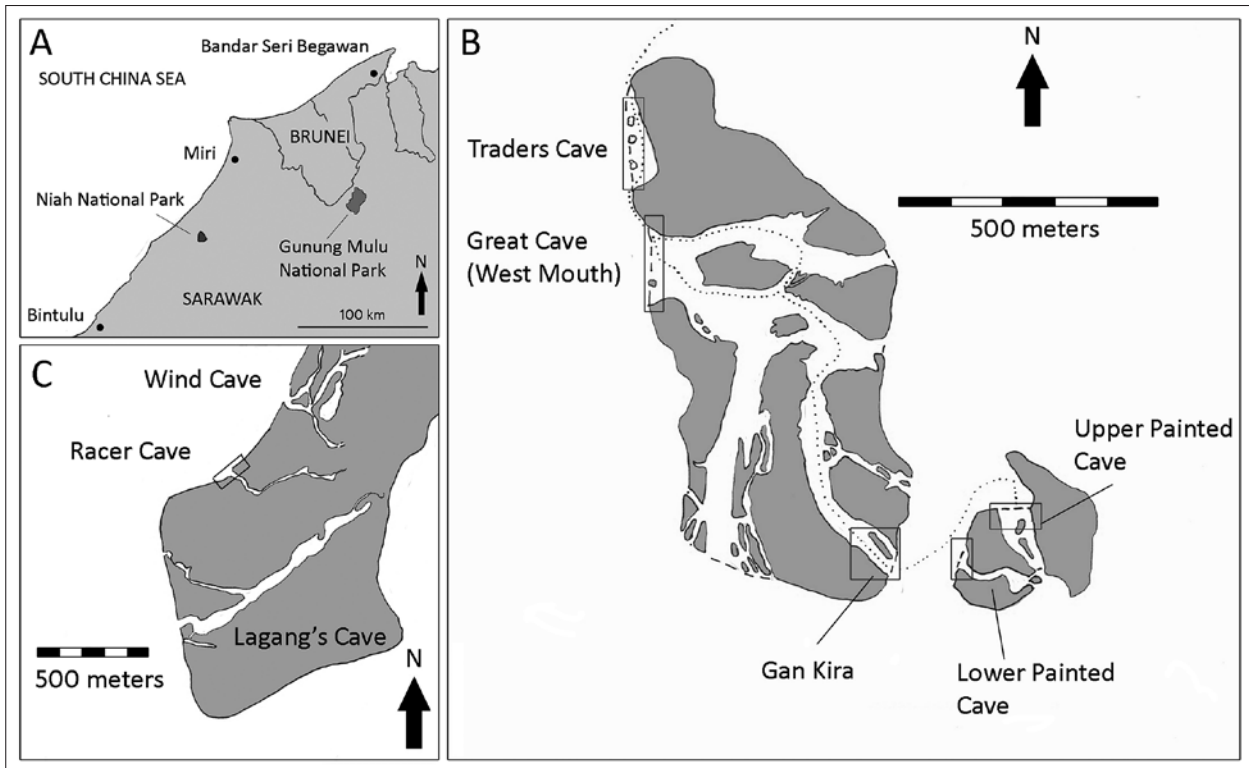 A
Bandar Seri Begawan
SOUTH CHINA SEA
BRUNEI
Miri
Niah National Park
Gunung Mulu
National Park
N
SARAWAK
Bintulu
100 km
B
N
Traders Cave
500 meters
Great Cave
(West Mouth)
Upper Painted
Cave
Gan Kira
Lower Painted
Cave
C
Wind Cave
Racer Cave
Lagang's Cave
N
500 meters